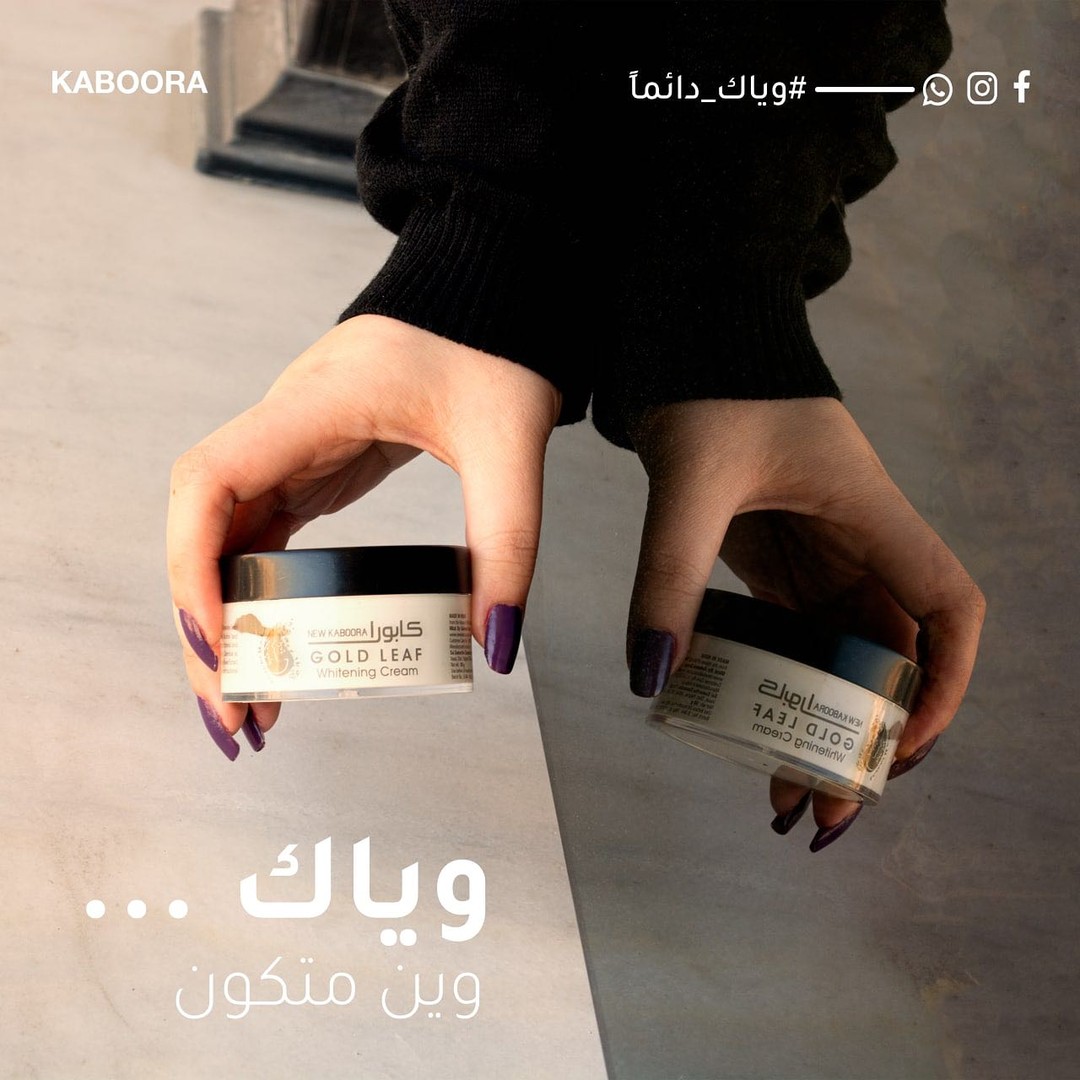 KABOORA
#وياك_دائماً
NEW KABOORA كابورا
GOLD LEAF
Whitening Cream
NEW KABOORA كابورا
GOLD LEAF
Whitening Cream
وياك ...
وين متكون